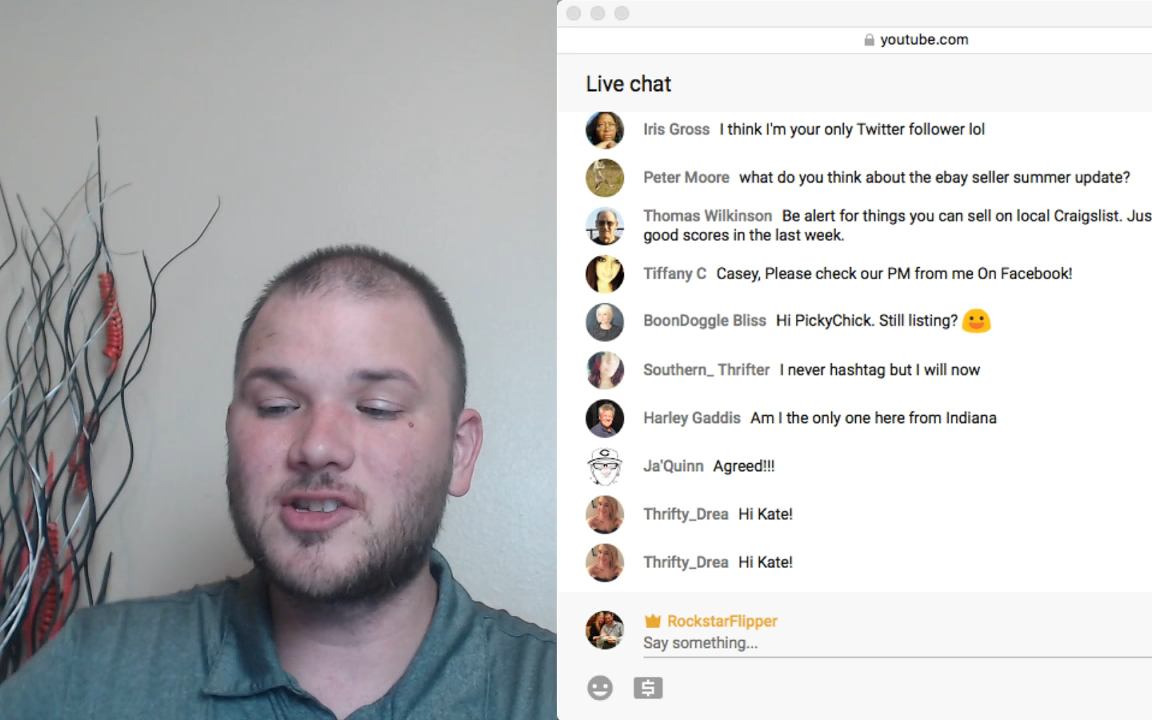 youtube.com
Live chat
Iris Gross I think I'm your only Twitter follower lol
Peter Moore what do you think about the ebay seller summer update?
Thomas Wilkinson Be alert for things you can sell on local Craigslist. Jus
good scores in the last week.
Tiffany C Casey, Please check our PM from me On Facebook!
BoonDoggle Bliss Hi PickyChick. Still listing?
Southern_ Thrifter I never hashtag but I will now
Harley Gaddis Am I the only one here from Indiana
Ja'Quinn Agreed!!!
Thrifty_Drea Hi Kate!
Thrifty_Drea Hi Kate!
RockstarFlipper
Say something...